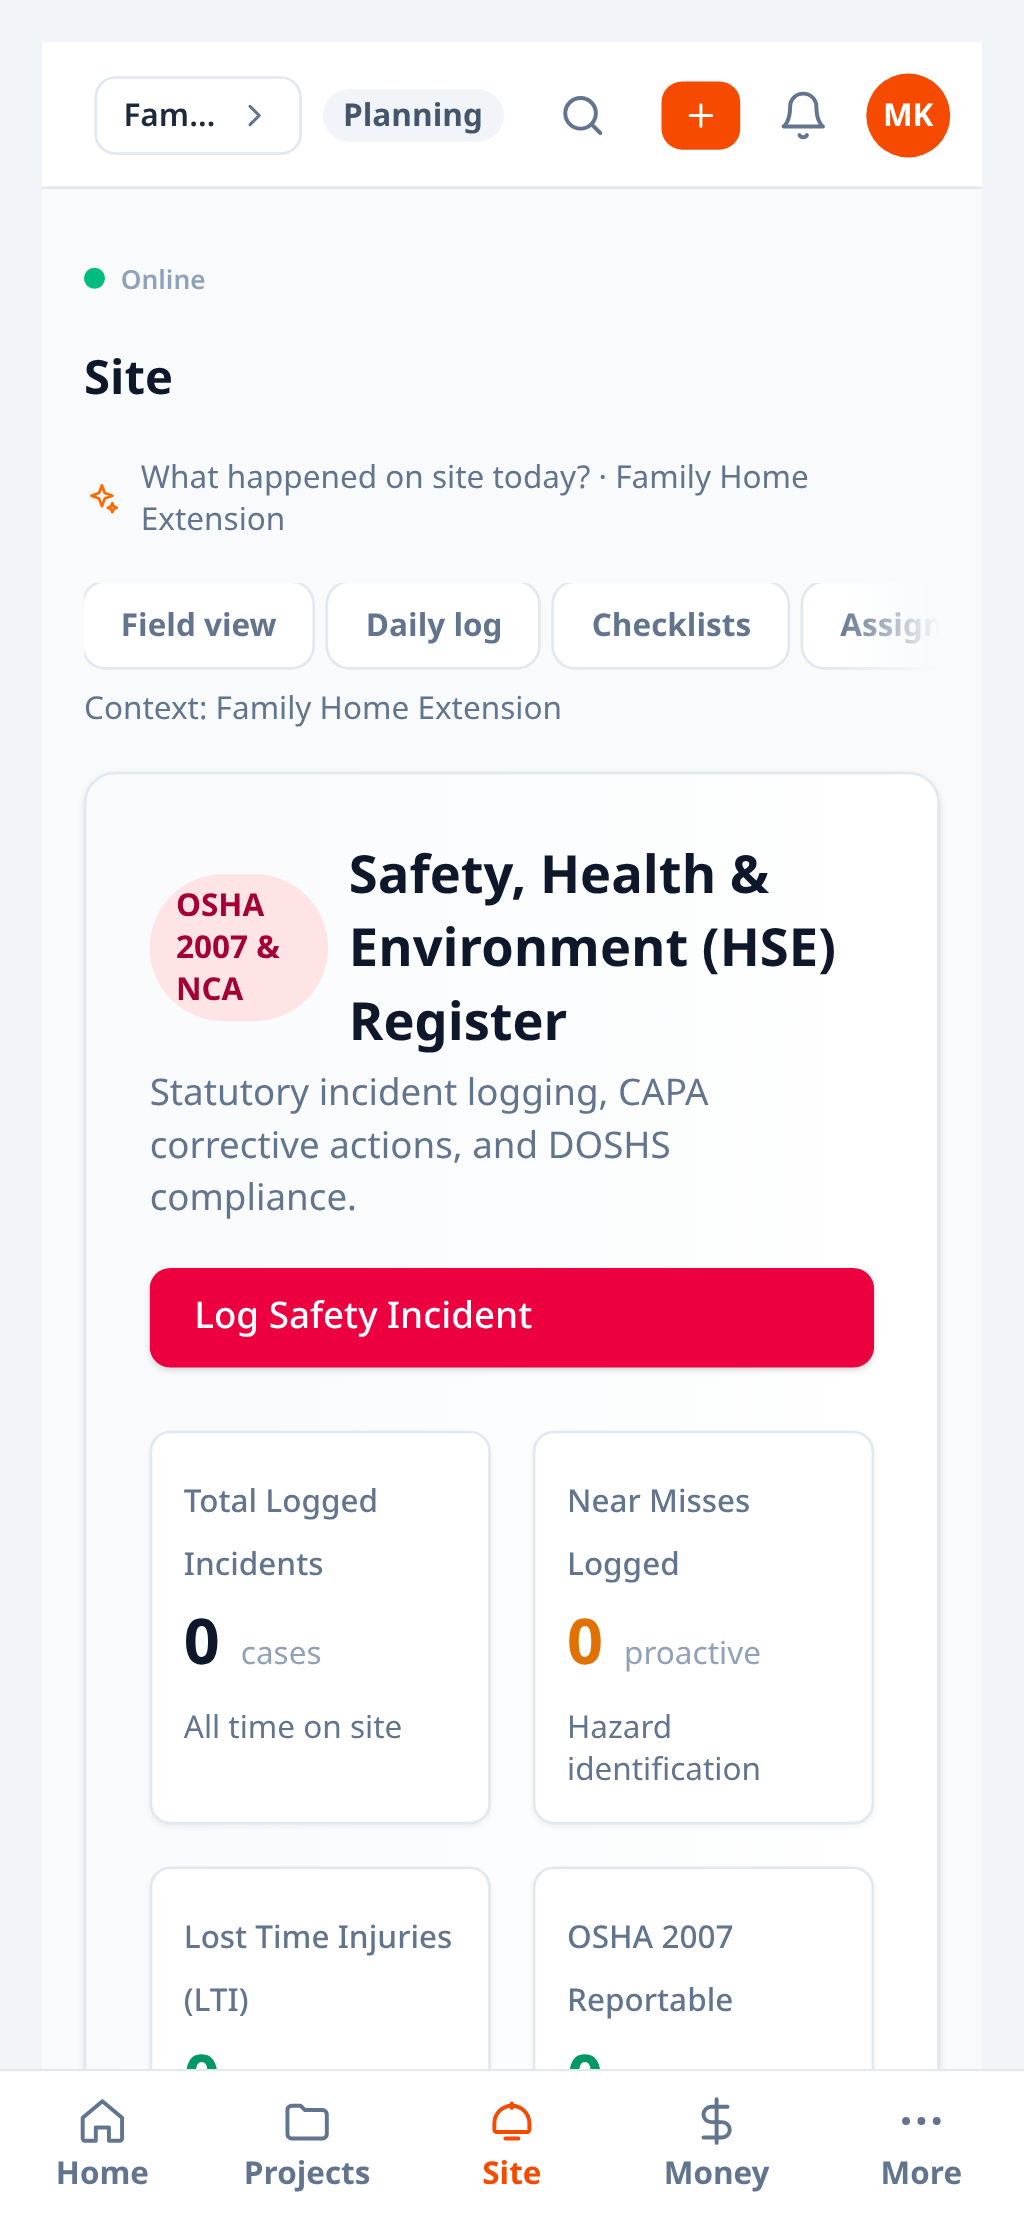 Fam...
Planning
MK
Online
Site
What happened on site today? · Family Home
Extension
Field view
Daily log
Checklists
Assign
Context: Family Home Extension
OSHA
2007 &
NCA
Safety, Health &
Environment (HSE)
Register
Statutory incident logging, CAPA
corrective actions, and DOSHS
compliance.
Log Safety Incident
Total Logged
Incidents
0 cases
All time on site
Near Misses
Logged
0 proactive
Hazard
identification
Lost Time Injuries
(LTI)
0
OSHA 2007
Reportable
0
Home
Projects
Site
Money
More